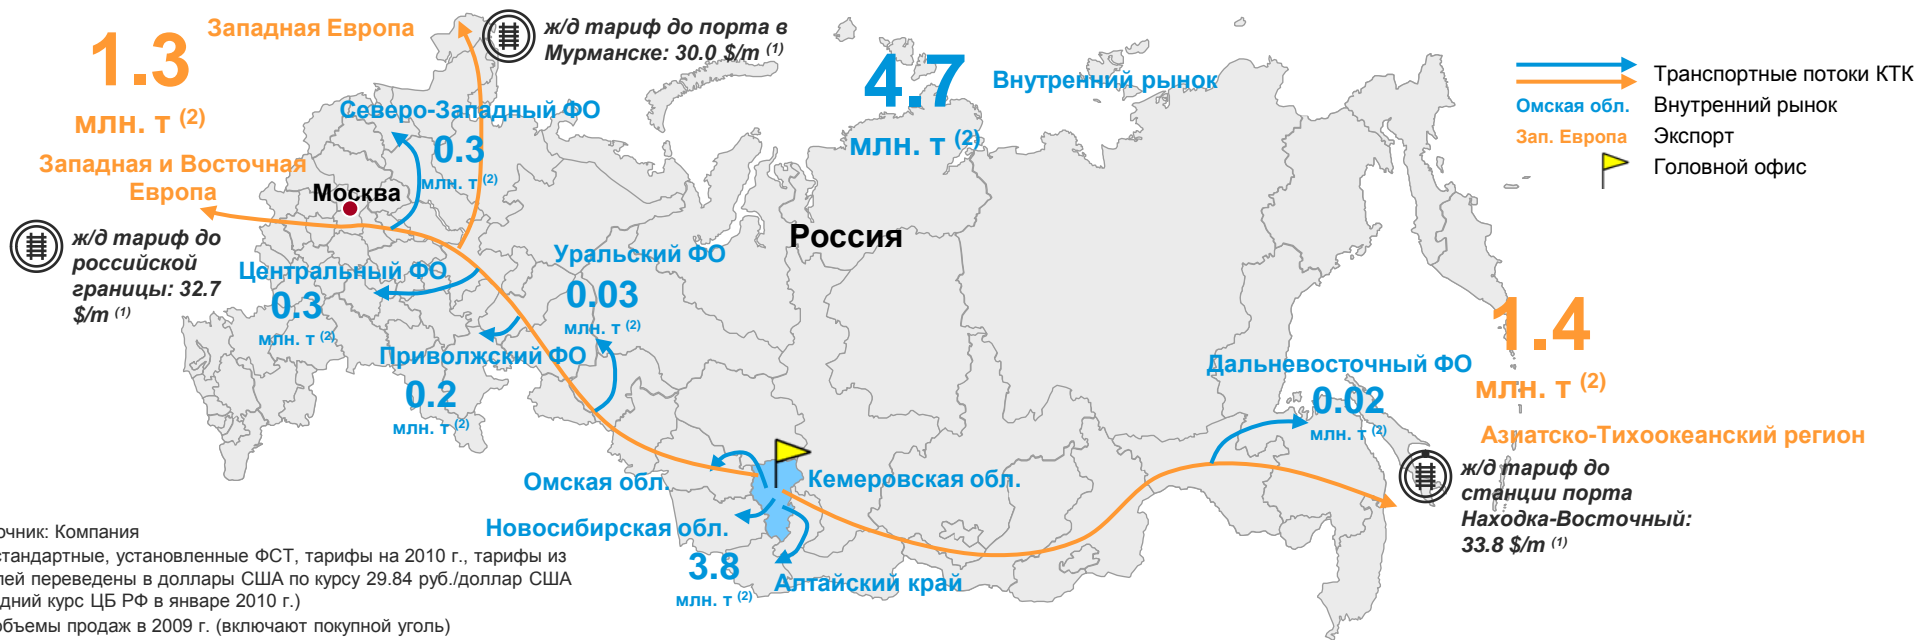 1.3
млн. т (2)
Западная Европа
ж/д тариф до порта в
Мурманске: 30.0 $/т (1)
4.7
млн. т (2)
Внутренний рынок
Транспортные потоки КТК
Омская обл.
Внутренний рынок
Зап. Европа
Экспорт
Головной офис
Северо-Западный ФО
0.3
млн. т (2)
Западная и Восточная
Европа
Москва
Россия
ж/д тариф до
российской
границы: 32.7
$/т (1)
Центральный ФО
0.3
млн. т (2)
Уральский ФО
0.03
млн. т (2)
Приволжский ФО
0.2
млн. т (2)
1.4
млн. т (2)
Азиатско-Тихоокеанский регион
Дальневосточный ФО
0.02
млн. т (2)
ж/д тариф до
станции порта
Находка-Восточный:
33.8 $/т (1)
Омская обл.
Кемеровская обл.
Новосибирская обл.
3.8
млн. т (2)
Алтайский край
очник: Компания
стандартные, установленные ФСТ, тарифы на 2010 г., тарифы из
лей переведены в доллары США по курсу 29.84 руб./доллар США
дний курс ЦБ РФ в январе 2010 г.)
объемы продаж в 2009 г. (включают покупной уголь)